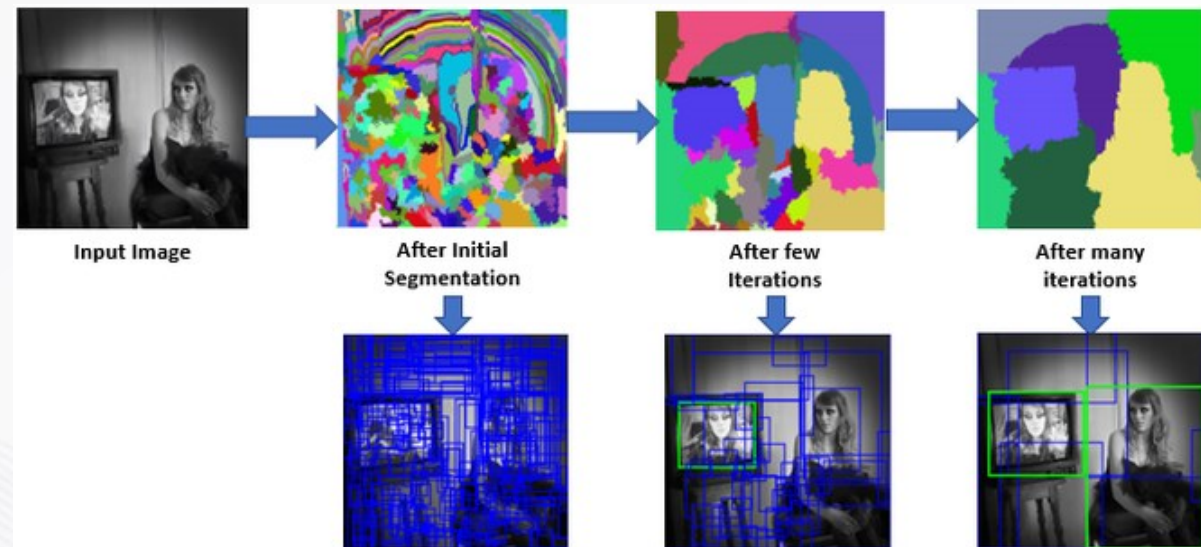 Input Image
After Initial
Segmentation
After few
Iterations
After many
iterations